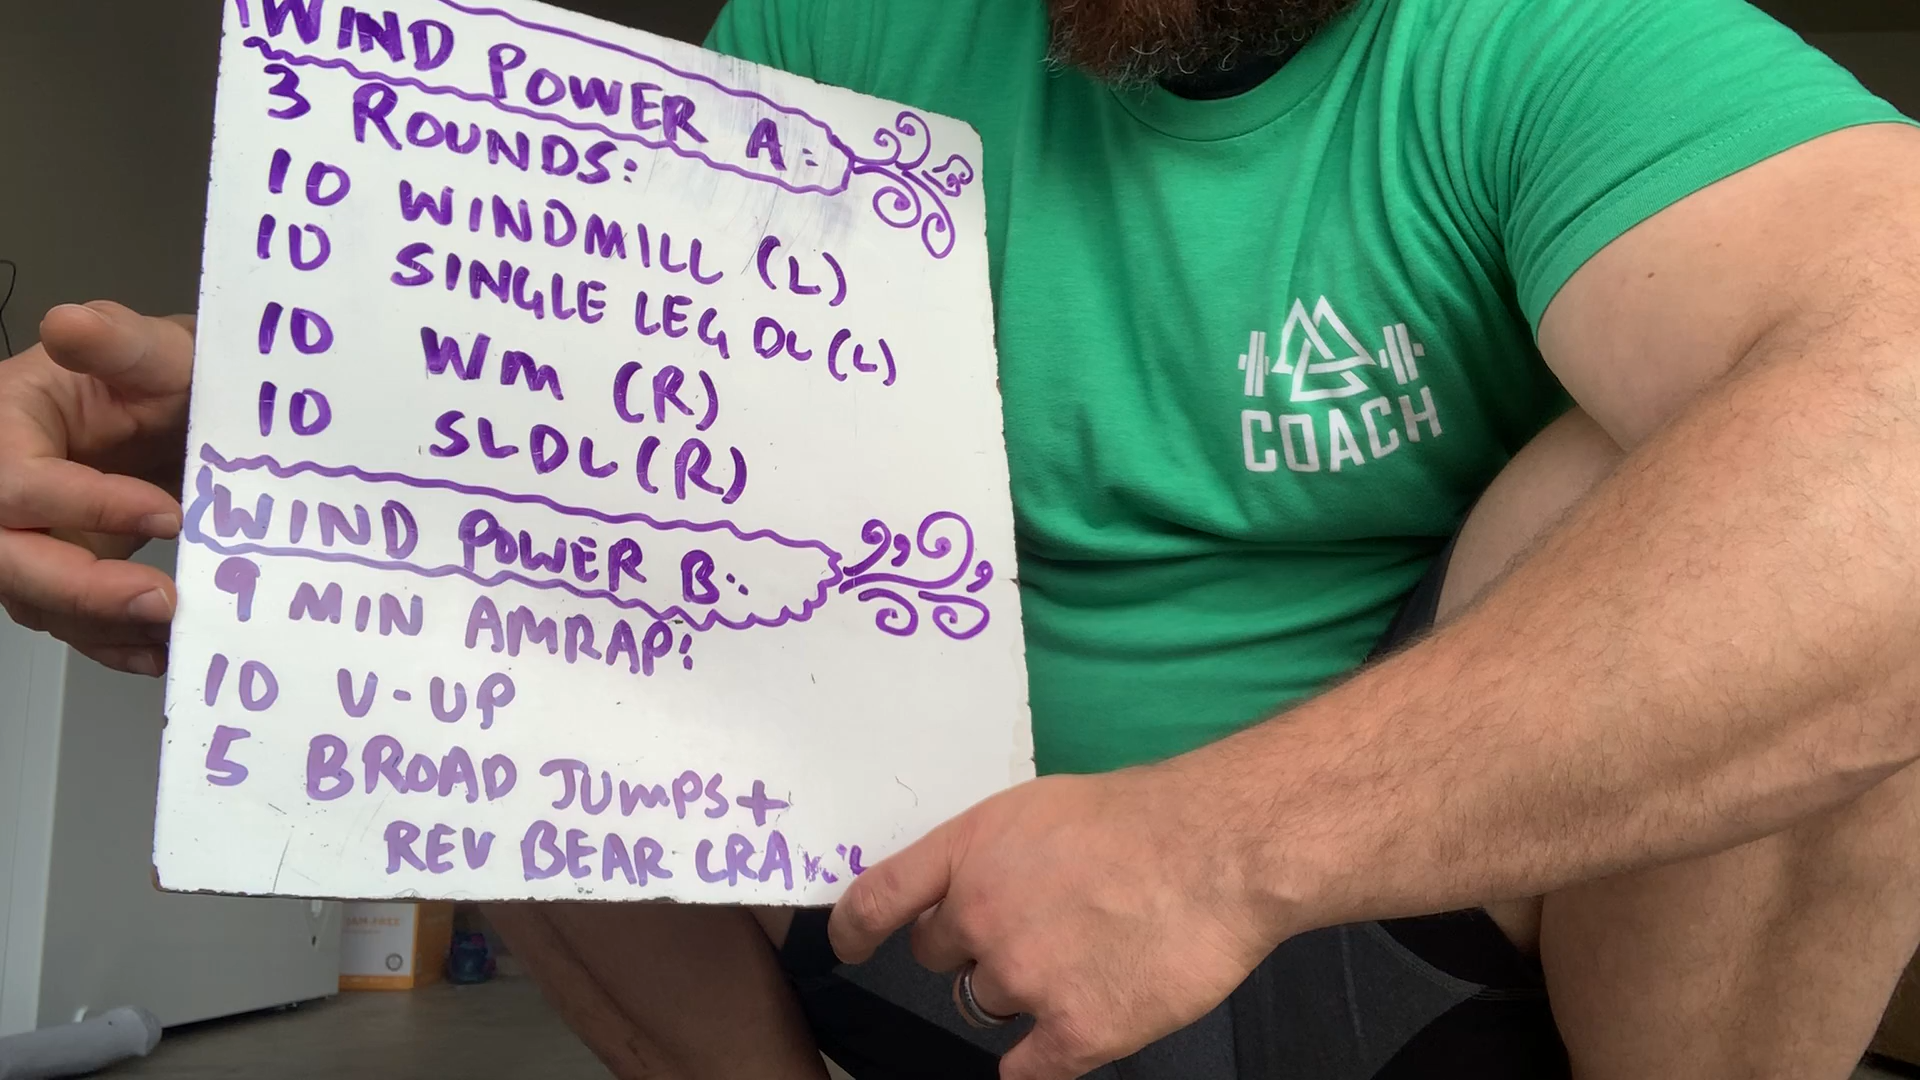 WIND POWER A:
3 ROUNDS:
10 WINDMILL (L)
10 SINGLE LEG DL (L)
10 WM (R)
10 SLDL (R)
WIND POWER B:
9 MIN AMRAP:
10 V-UP
5 BROAD JUMPS +
REV BEAR CRAWL
COACH